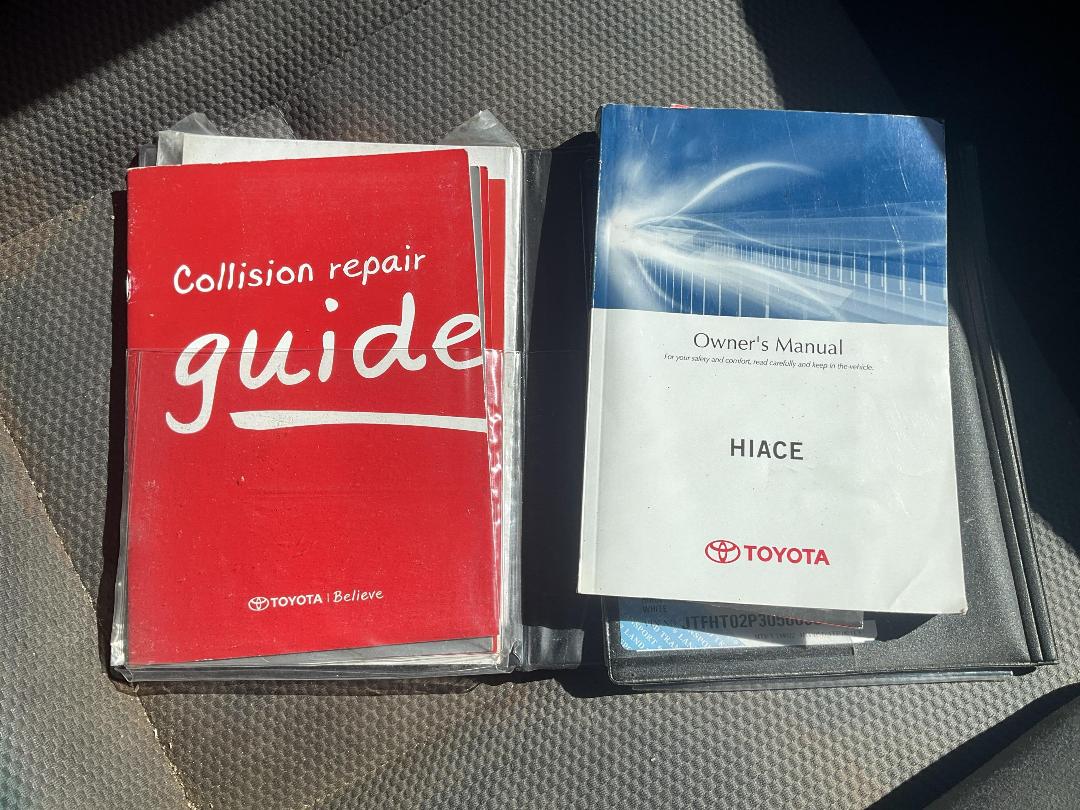 Collision repair
guide
TOYOTA | Believe
Owner's Manual
For your safety and comfort, read carefully and keep in the vehicle.
HIACE
TOYOTA
WHITE